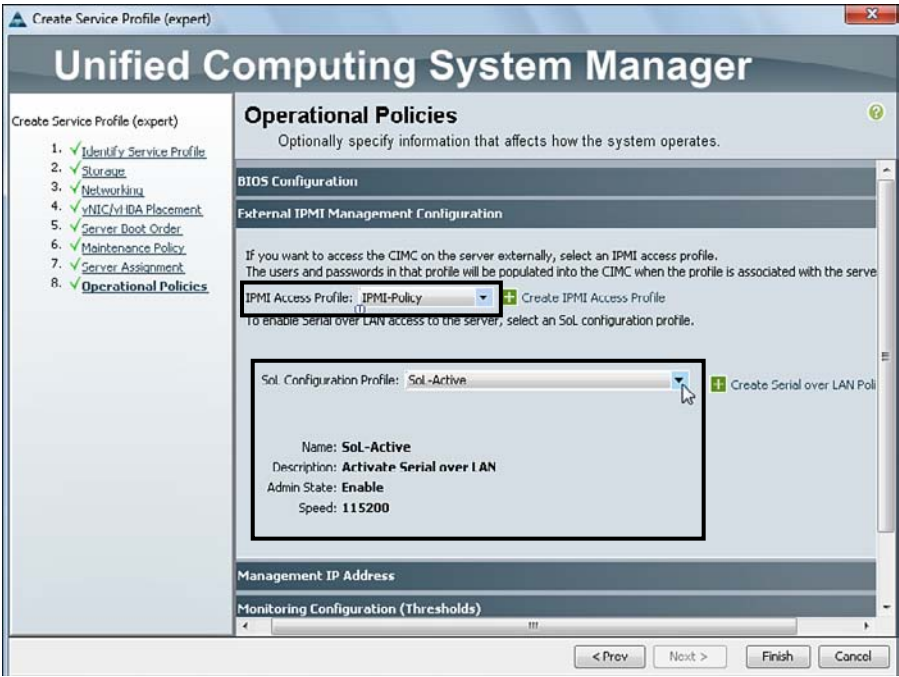 Create Service Profile (expert)
Unified Computing System Manager
Create Service Profile (expert)
1. Identify Service Profile
2. Storage
3. Networking
4. vNIC/vHBA Placement
5. Server Boot Order
6. Maintenance Policy
7. Server Assignment
8. Operational Policies
Operational Policies
Optionally specify information that affects how the system operates.
BIOS Configuration
External IPMI Management Configuration
If you want to access the CIMC on the server externally, select an IPMI access profile.
The users and passwords in that profile will be populated into the CIMC when the profile is associated with the serve
IPMI Access Profile: IPMI-Policy Create IPMI Access Profile
To enable Serial over LAN access to the server, select an SoL configuration profile.
SoL Configuration Profile: SoL-Active Create Serial over LAN Poli
Name: SoL-Active
Description: Activate Serial over LAN
Admin State: Enable
Speed: 115200
Management IP Address
Monitoring Configuration (Thresholds)
< Prev Next > Finish Cancel